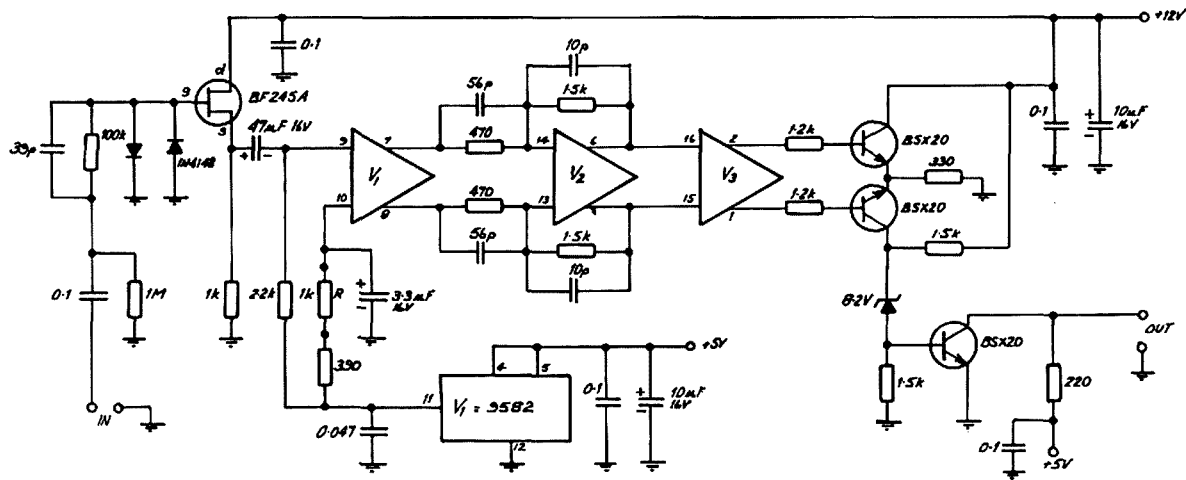 +12V
0.1
d
g
BF245A
s
39p
100k
1N4148
47µF 16V
+
-
0.1
1M
IN
1k
2.2k
1k
R
390
+
-
3.3µF
16V
9
10
V1
7
8
56p
470
470
56p
10p
1.5k
14
13
V2
6
1.5k
10p
16
15
V3
2
1
1.2k
1.2k
BSX20
BSX20
330
1.5k
0.1
+
-
10µF
16V
8.2V
1.5k
BSX20
OUT
220
0.1
+5V
+5V
4
5
11
V1 = 9582
12
0.047
0.1
+
-
10µF
16V